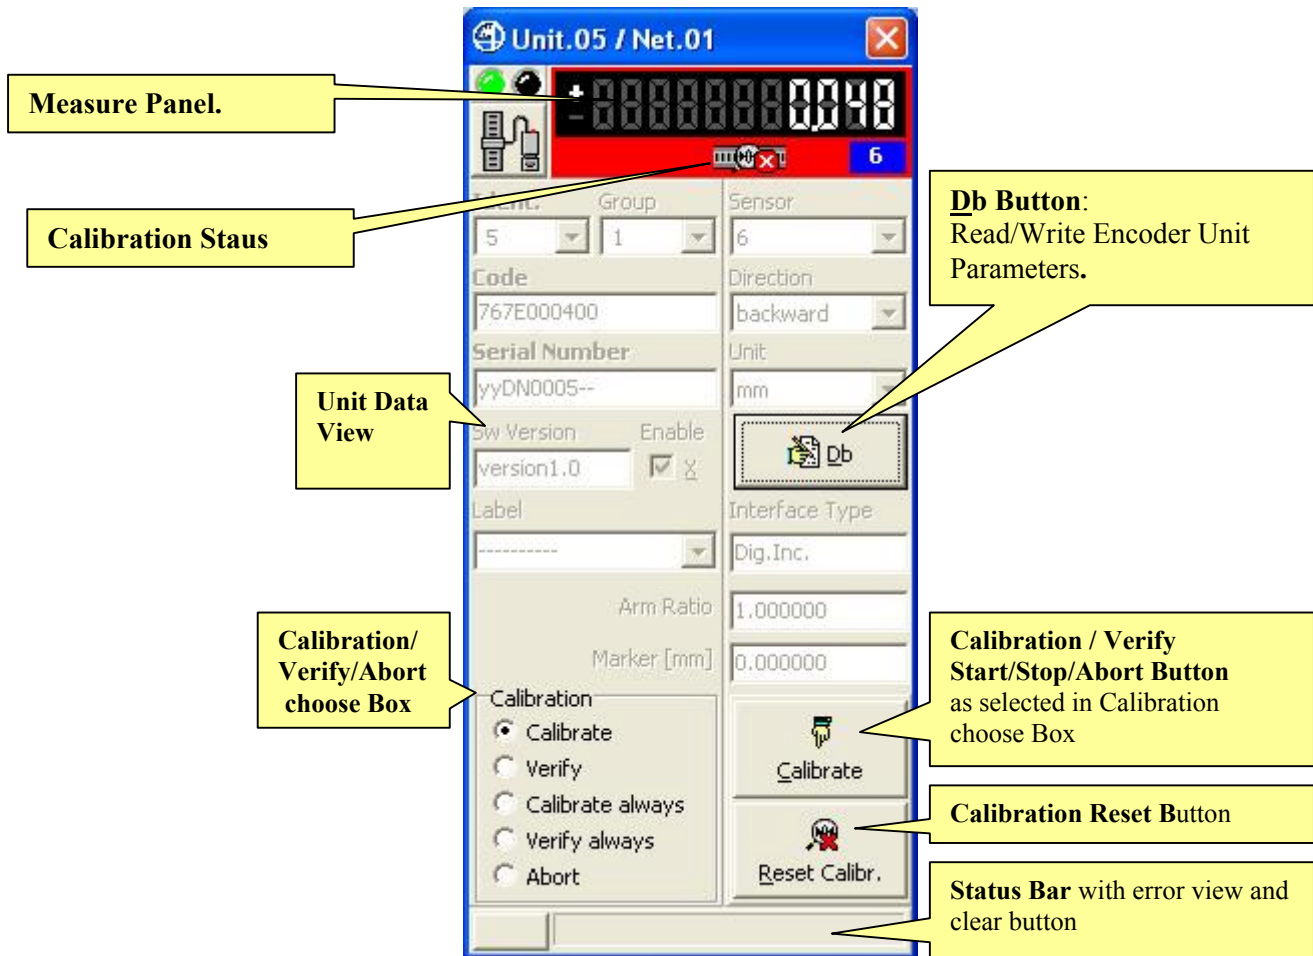 Unit.05 / Net.01
Measure Panel.
+
-
0.048
6
Calibration Staus
Ident.
Group
Sensor
5
1
6
Db Button:
Read/Write Encoder Unit
Parameters.
Code
Direction
767E000400
backward
Serial Number
Unit
yyDN0005--
mm
Unit Data
View
Sw Version
Enable
Db
version1.0
X
Label
Interface Type
----------
Dig.Inc.
Arm Ratio
1.000000
Marker [mm]
0.000000
Calibration/
Verify/Abort
choose Box
Calibration / Verify
Start/Stop/Abort Button
as selected in Calibration
choose Box
Calibration
Calibrate
Verify
Calibrate always
Verify always
Abort
Calibrate
Calibration Reset Button
Reset Calibr.
Status Bar with error view and
clear button